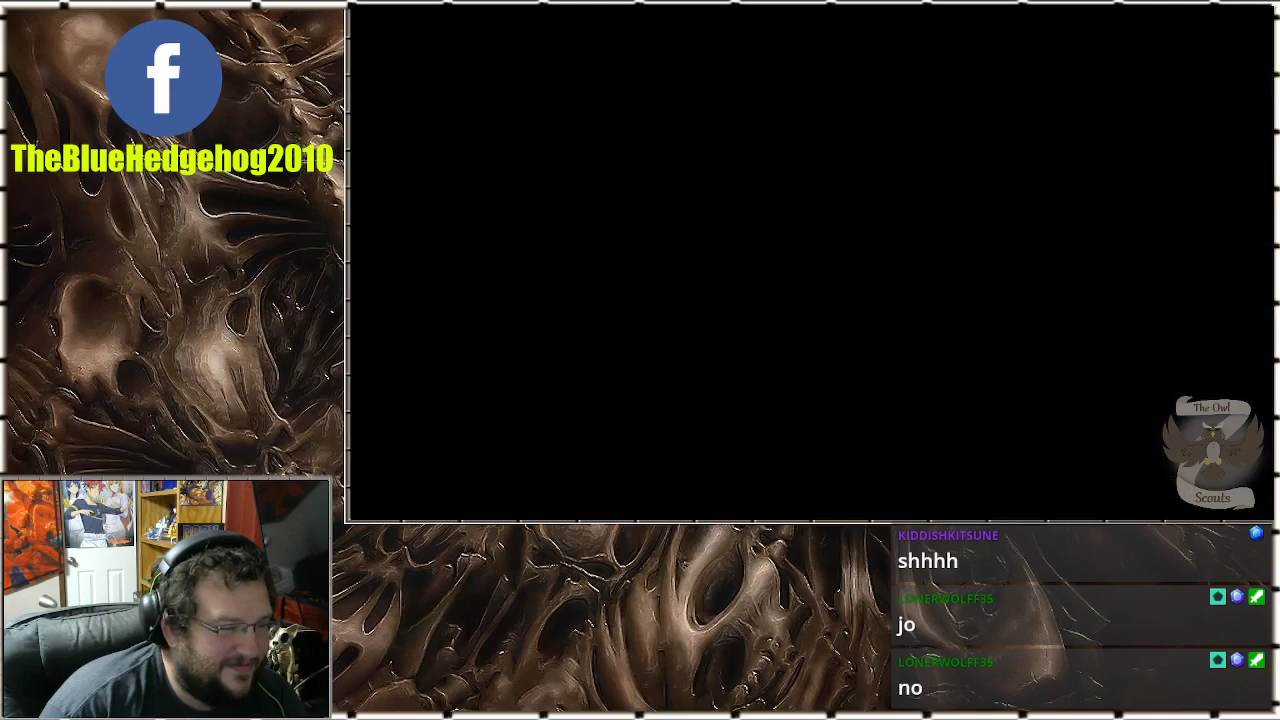 f
TheBlueHedgehog2010
The Owl
Scouts
KIDDISHKITSUNE
shhhh
LONERWOLFF35
jo
LONERWOLFF35
no